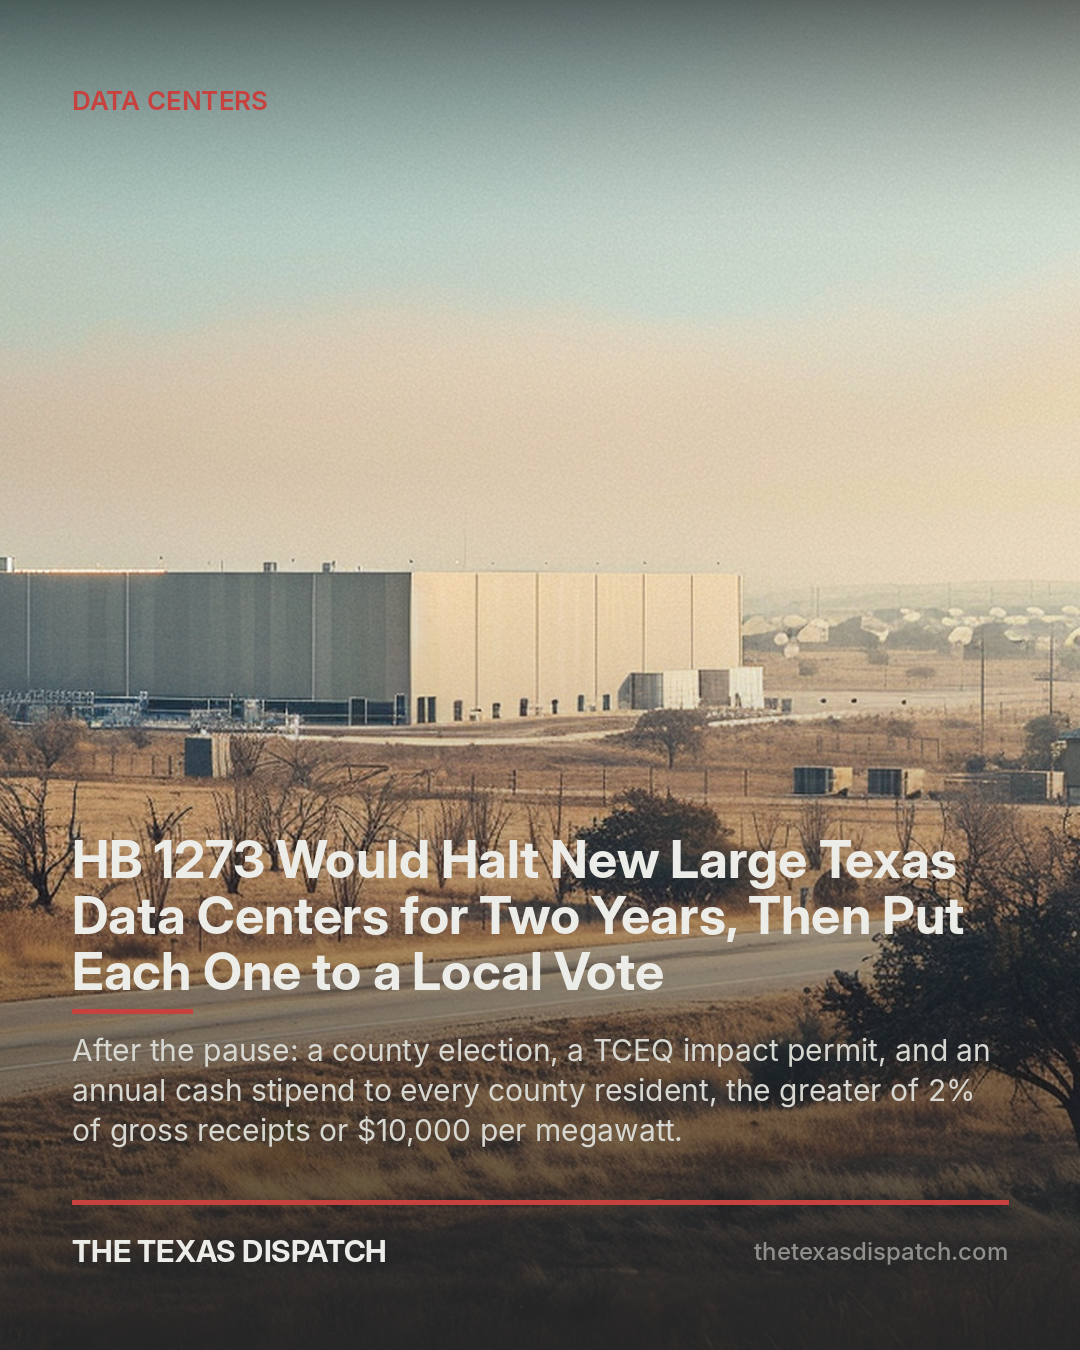 DATA CENTERS
HB 1273 Would Halt New Large Texas
Data Centers for Two Years, Then Put
Each One to a Local Vote
After the pause: a county election, a TCEQ impact permit, and an
annual cash stipend to every county resident, the greater of 2%
of gross receipts or $10,000 per megawatt.
THE TEXAS DISPATCH
thetexasdispatch.com